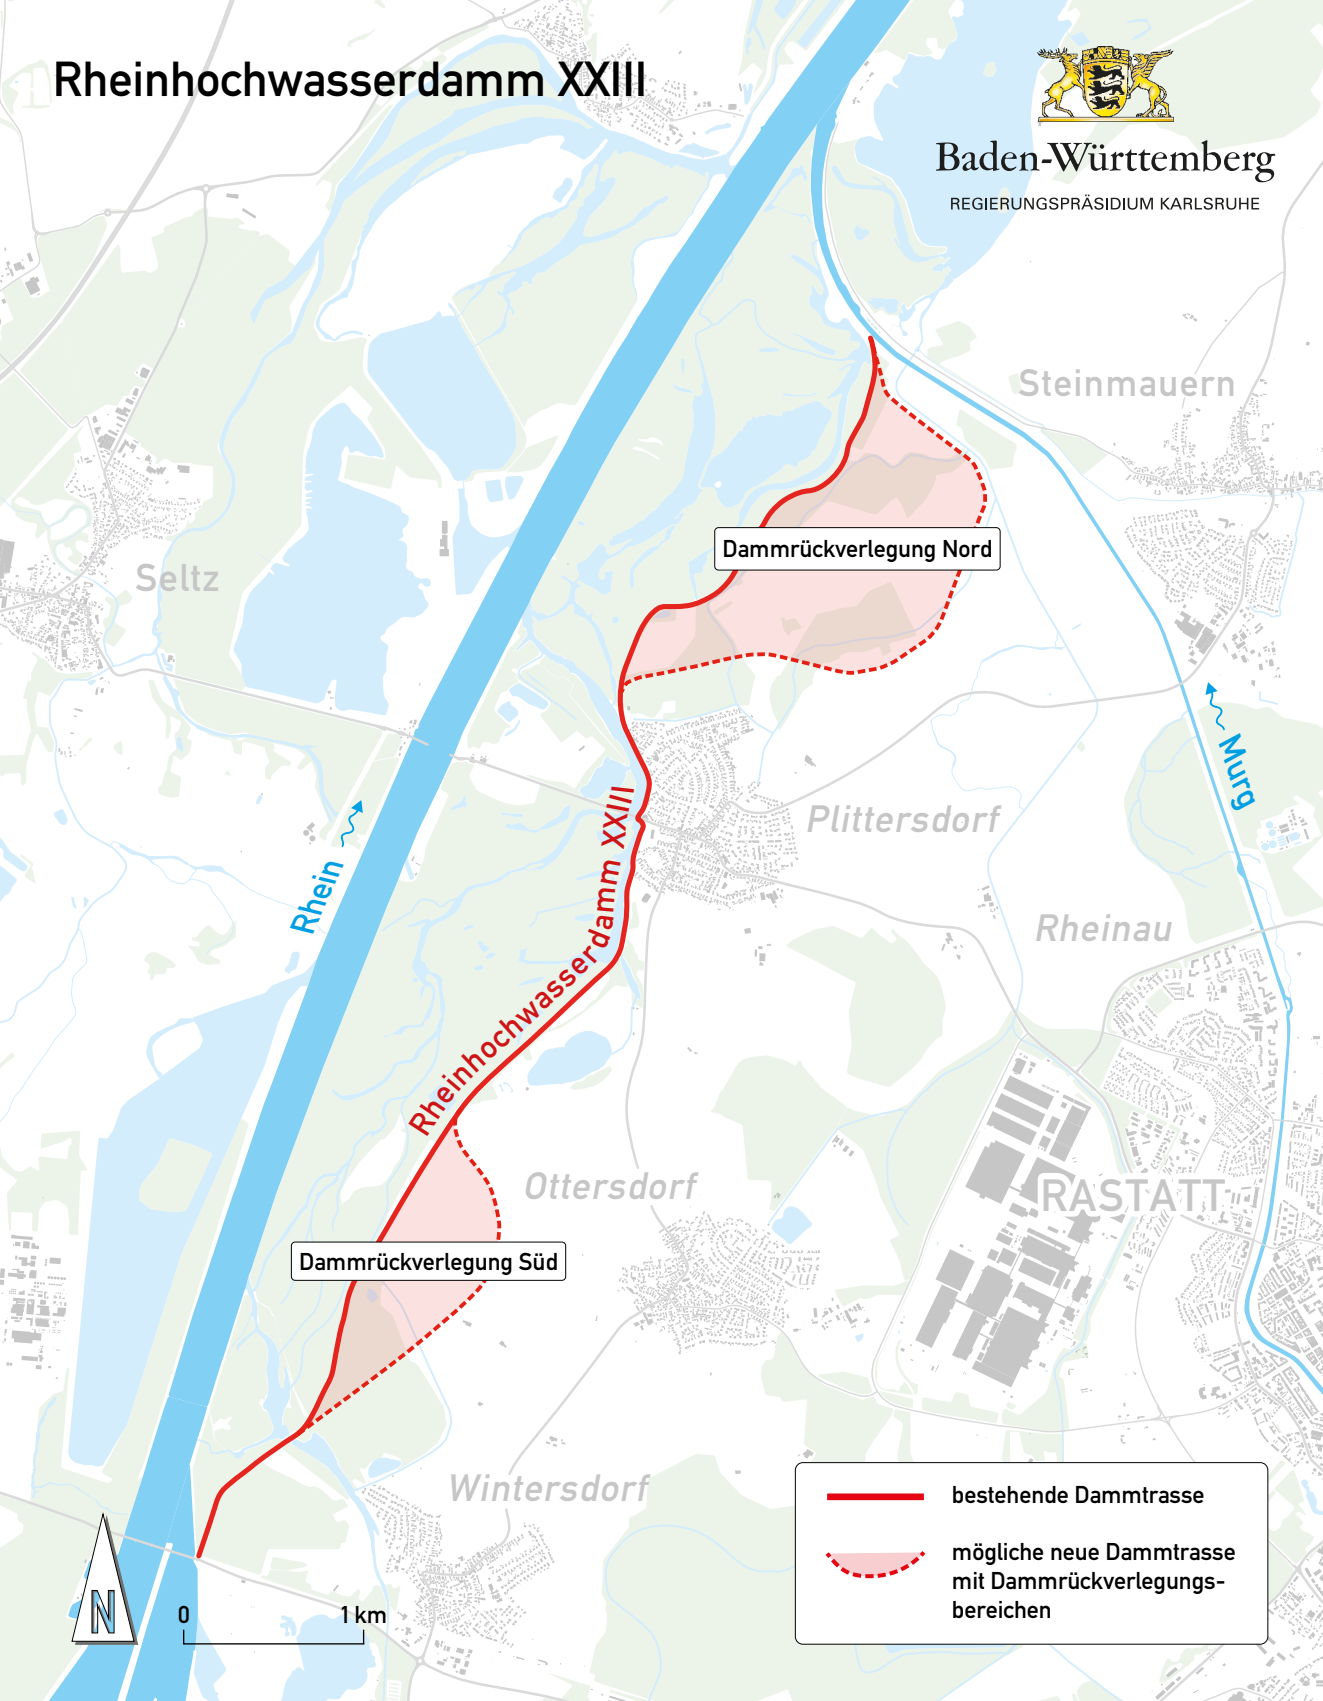 Rheinhochwasserdamm XXIII
Baden-Württemberg
REGIERUNGSPRÄSIDIUM KARLSRUHE
Steinmauern
Dammrückverlegung Nord
Seltz
Murg
Plittersdorf
Rhein
Rheinhochwasserdamm XXIII
Rheinau
Ottersdorf
RASTATT
Dammrückverlegung Süd
Wintersdorf
bestehende Dammtrasse
mögliche neue Dammtrasse
mit Dammrückverlegungs-
bereichen
N
0
1 km